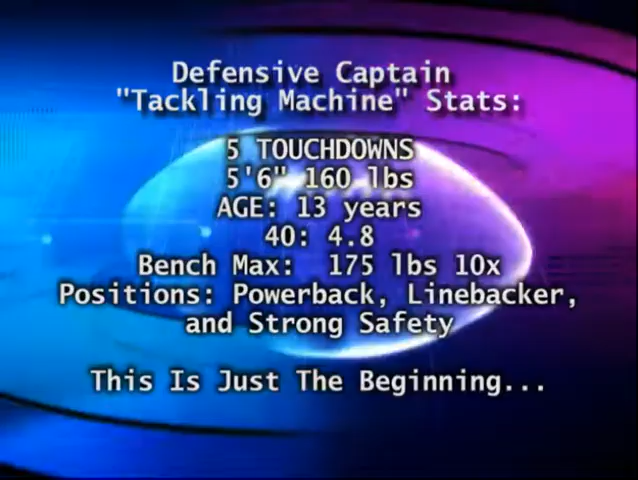 Defensive Captain
"Tackling Machine" Stats:
5 TOUCHDOWNS
5'6" 160 lbs
AGE: 13 years
40: 4.8
Bench Max: 175 lbs 10x
Positions: Powerback, Linebacker,
and Strong Safety
This Is Just The Beginning...